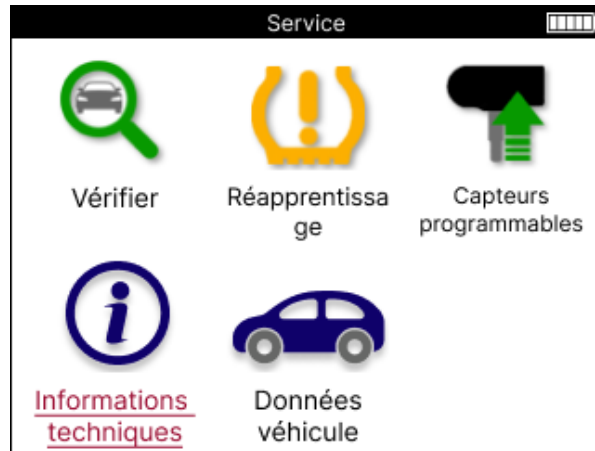 Service
Vérifier
Réapprentissa
ge
Capteurs
programmables
Informations
techniques
Données
véhicule